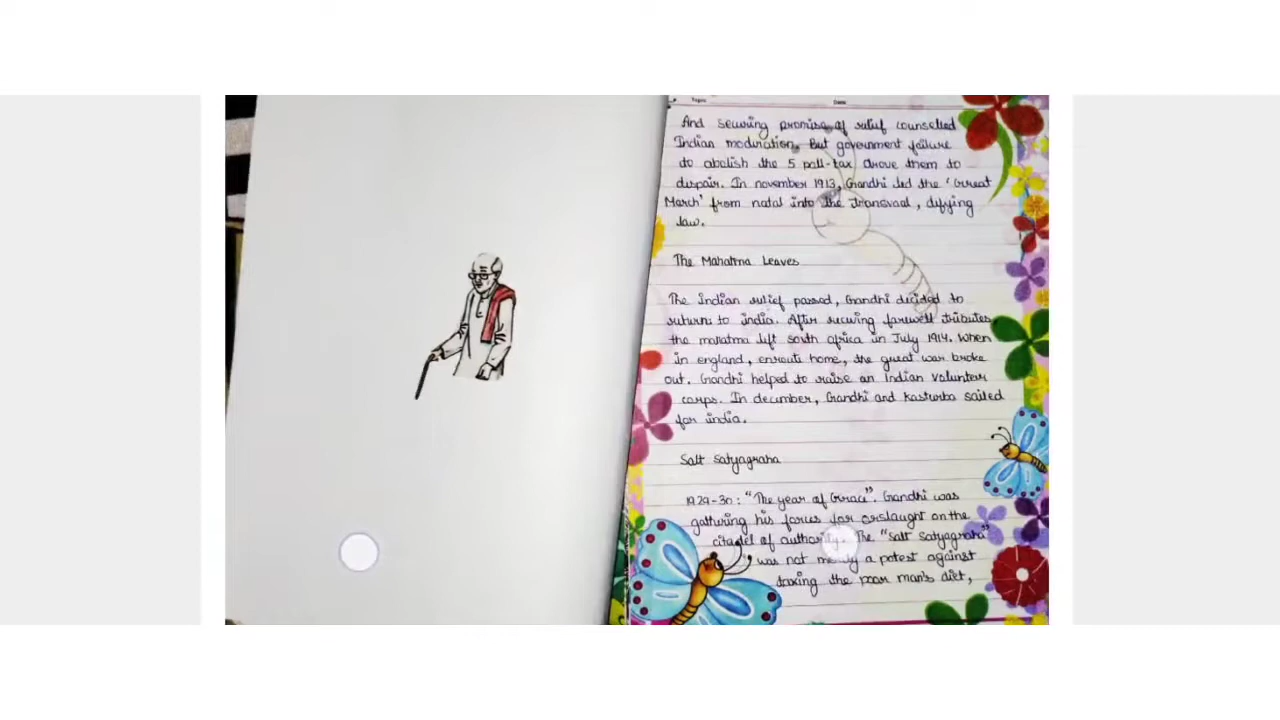 Topic
Date
And securing promise of relief counselled
Indian moderation. But government failure
to abolish the 5 poll-tax drove them to
despair. In november 1913, Gandhi led the 'Great
March' from natal into the Transvaal, defying
law.
The Mahatma Leaves
The Indian relief passed, Gandhi decided to
return to india. After securing farewell tributes
the mahatma left south africa in July 1914. When
in england, enroute home, the great war broke
out. Gandhi helped to raise an Indian volunteer
corps. In december, Gandhi and kasturba sailed
for india.
Salt Satyagraha
1929-30: "The year of Grace". Gandhi was
gathering his forces for onslaught on the
citadel of authority. The "Salt Satyagraha"
was not merely a potest against
taxing the poor man's diet,